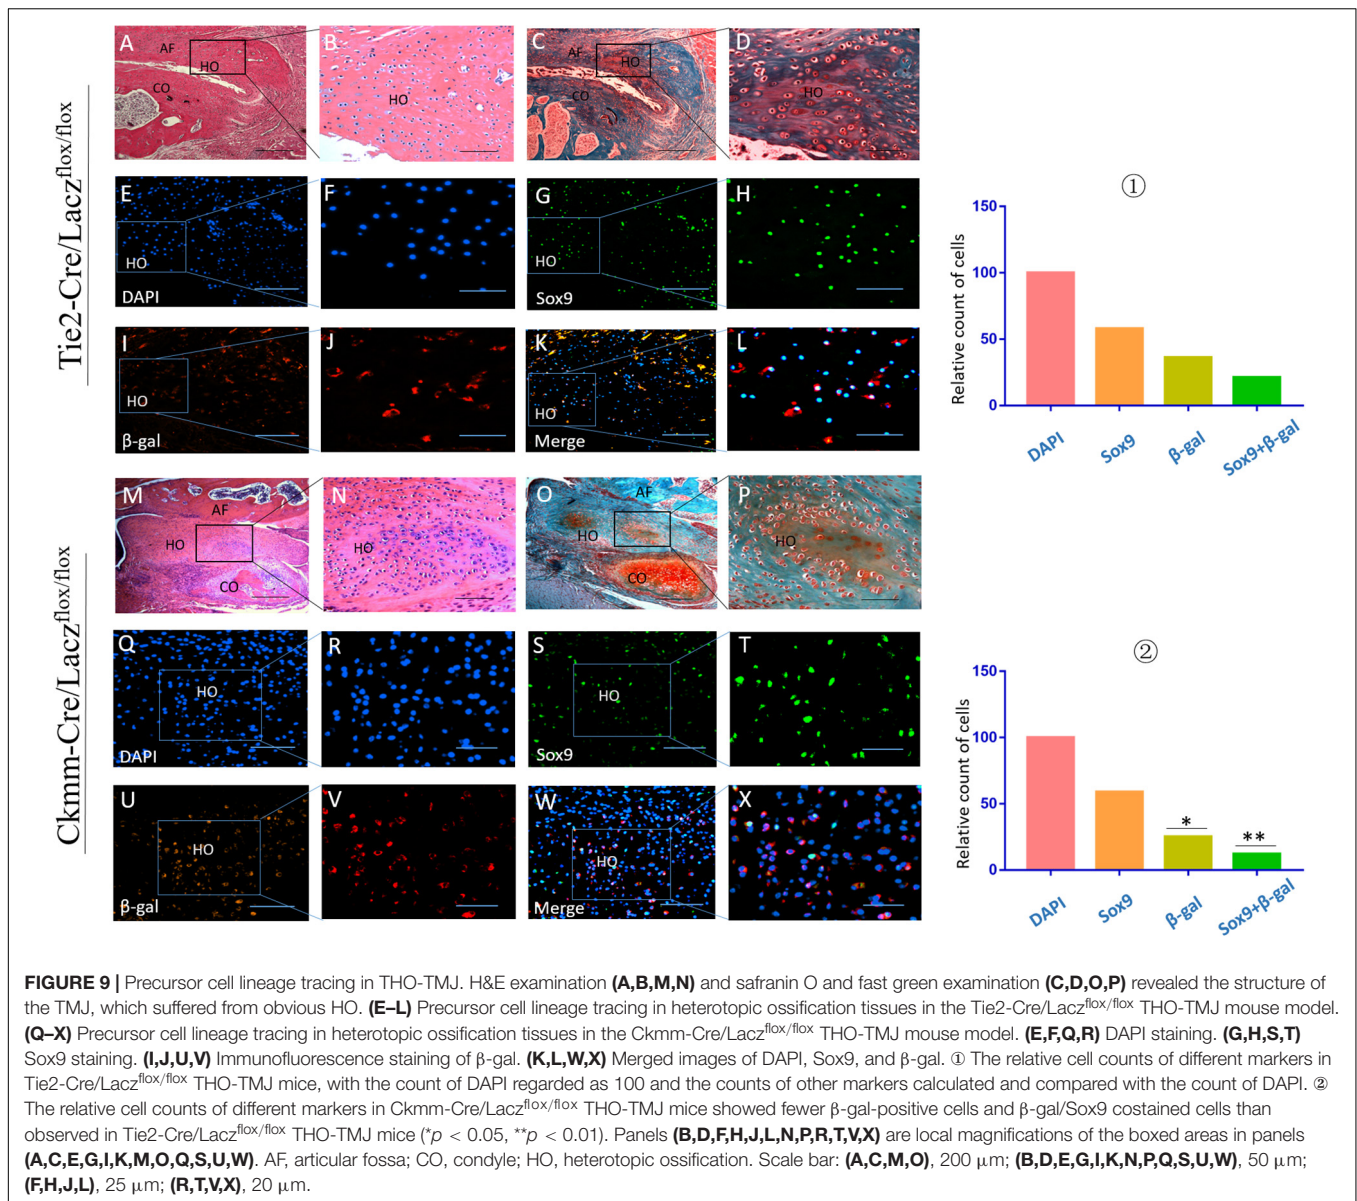 Tie2-Cre/Lacz^flox/flox
A
AF
HO
CO
B
HO
C
AF
HO
CO
D
HO
E
HO
DAPI
F
G
HO
Sox9
H
I
HO
β-gal
J
K
HO
Merge
L
①
Relative count of cells
150
100
50
0
DAPI
Sox9
β-gal
Sox9+β-gal
Ckmm-Cre/Lacz^flox/flox
M
AF
HO
CO
N
HO
O
AF
HO
CO
P
HO
Q
HO
DAPI
R
S
HO
Sox9
T
U
HO
β-gal
V
W
HO
Merge
X
②
Relative count of cells
150
100
50
0
*
**
DAPI
Sox9
β-gal
Sox9+β-gal
FIGURE 9 | Precursor cell lineage tracing in THO-TMJ. H&E examination (A,B,M,N) and safranin O and fast green examination (C,D,O,P) revealed the structure of
the TMJ, which suffered from obvious HO. (E–L) Precursor cell lineage tracing in heterotopic ossification tissues in the Tie2-Cre/Lacz^flox/flox THO-TMJ mouse model.
(Q–X) Precursor cell lineage tracing in heterotopic ossification tissues in the Ckmm-Cre/Lacz^flox/flox THO-TMJ mouse model. (E,F,Q,R) DAPI staining. (G,H,S,T)
Sox9 staining. (I,J,U,V) Immunofluorescence staining of β-gal. (K,L,W,X) Merged images of DAPI, Sox9, and β-gal. ① The relative cell counts of different markers in
Tie2-Cre/Lacz^flox/flox THO-TMJ mice, with the count of DAPI regarded as 100 and the counts of other markers calculated and compared with the count of DAPI. ②
The relative cell counts of different markers in Ckmm-Cre/Lacz^flox/flox THO-TMJ mice showed fewer β-gal-positive cells and β-gal/Sox9 costained cells than
observed in Tie2-Cre/Lacz^flox/flox THO-TMJ mice (*p < 0.05, **p < 0.01). Panels (B,D,F,H,J,L,N,P,R,T,V,X) are local magnifications of the boxed areas in panels
(A,C,E,G,I,K,M,O,Q,S,U,W). AF, articular fossa; CO, condyle; HO, heterotopic ossification. Scale bar: (A,C,M,O), 200 μm; (B,D,E,G,I,K,N,P,Q,S,U,W), 50 μm;
(F,H,J,L), 25 μm; (R,T,V,X), 20 μm.